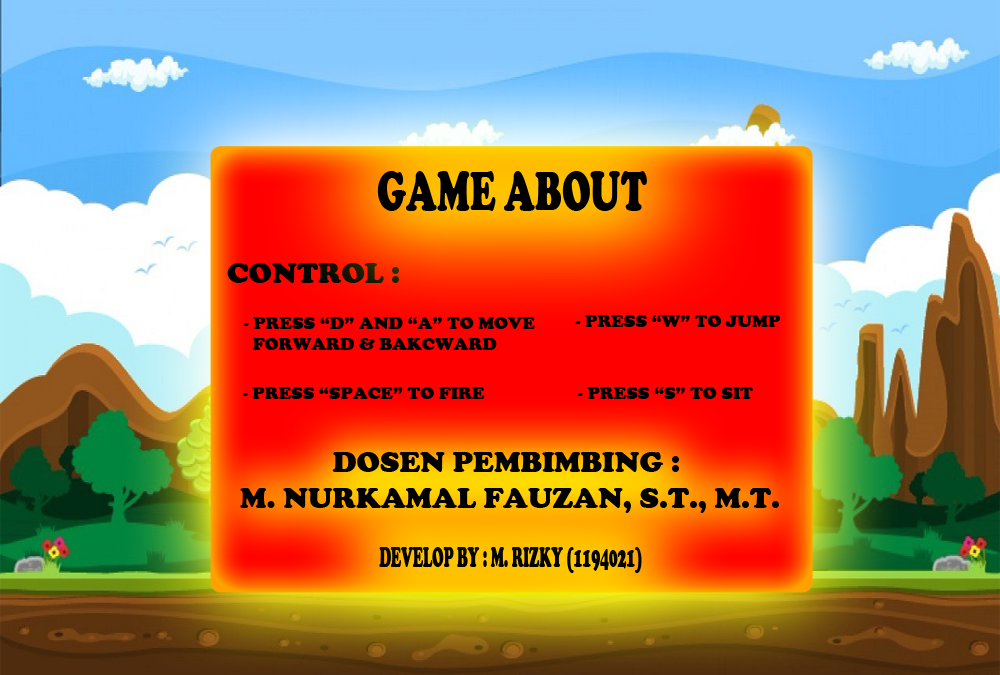 GAME ABOUT
CONTROL :
- PRESS “D” AND “A” TO MOVE
FORWARD & BAKCWARD
- PRESS “W” TO JUMP
- PRESS “SPACE” TO FIRE
- PRESS “S” TO SIT
DOSEN PEMBIMBING :
M. NURKAMAL FAUZAN, S.T., M.T.
DEVELOP BY : M. RIZKY (1194021)